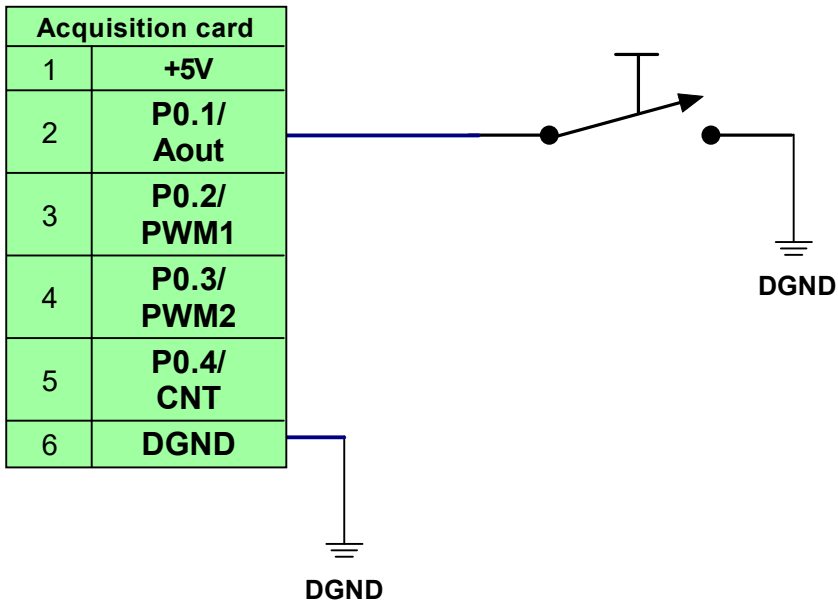 Acquisition card
1 +5V
2 P0.1/
Aout
3 P0.2/
PWM1
4 P0.3/
PWM2
5 P0.4/
CNT
6 DGND
DGND
DGND